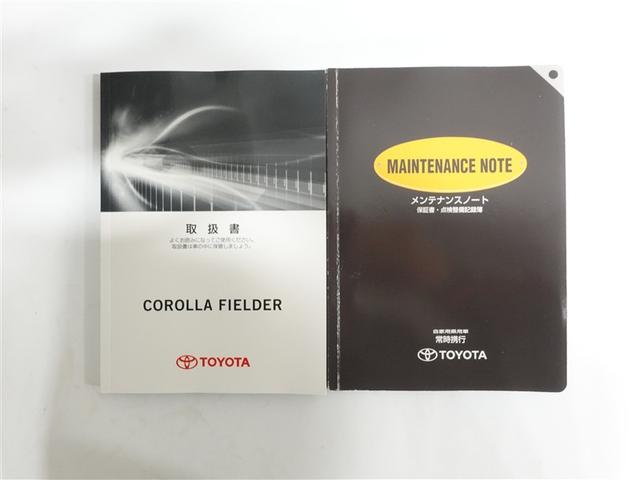 取扱書
よくお読みになってご使用ください。
取扱書は車の中に保管しましょう。
COROLLA FIELDER
TOYOTA
MAINTENANCE NOTE
メンテナンスノート
保証書・点検整備記録簿
自家用乗用車
常時携行
TOYOTA